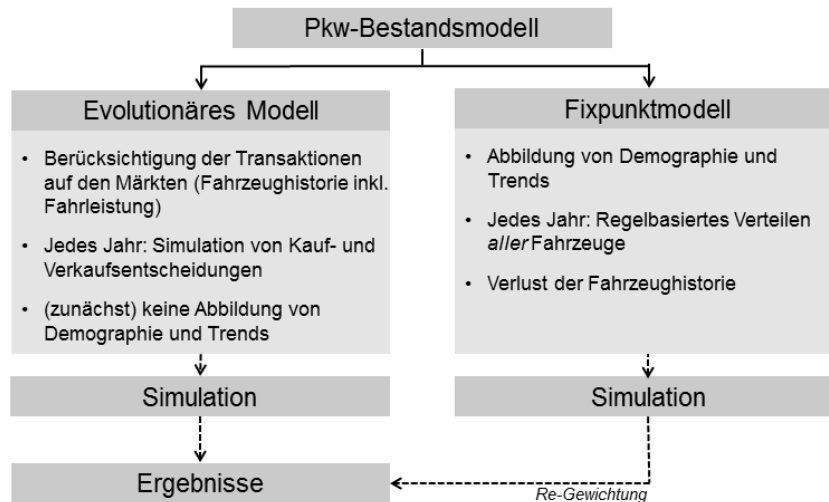 Pkw-Bestandsmodell
Evolutionäres Modell
• Berücksichtigung der Transaktionen
auf den Märkten (Fahrzeughistorie inkl.
Fahrleistung)
• Jedes Jahr: Simulation von Kauf- und
Verkaufsentscheidungen
• (zunächst) keine Abbildung von
Demographie und Trends
Simulation
Ergebnisse
Fixpunktmodell
• Abbildung von Demographie und
Trends
• Jedes Jahr: Regelbasiertes Verteilen
aller Fahrzeuge
• Verlust der Fahrzeughistorie
Simulation
Re-Gewichtung